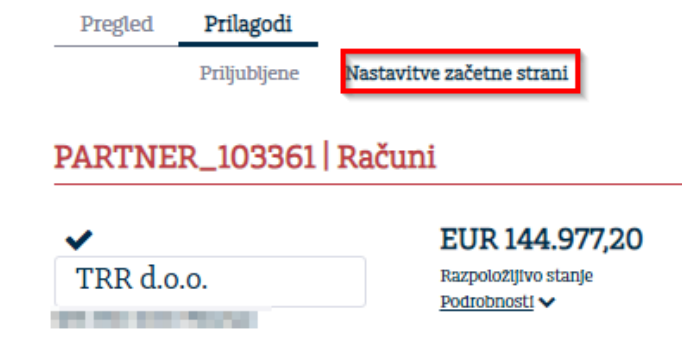 Pregled Prilagodi
Priljubljene Nastavitve začetne strani
PARTNER_103361 | Računi
EUR 144.977,20
TRR d.o.o.
Razpoložljivo stanje
Podrobnosti